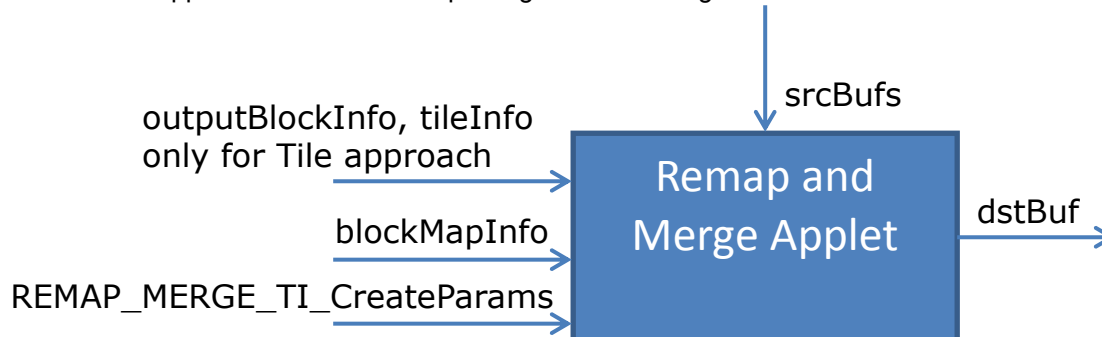 srcBufs
outputBlockInfo, tileInfo
only for Tile approach
Remap and
Merge Applet
dstBuf
blockMapInfo
REMAP_MERGE_TI_CreateParams